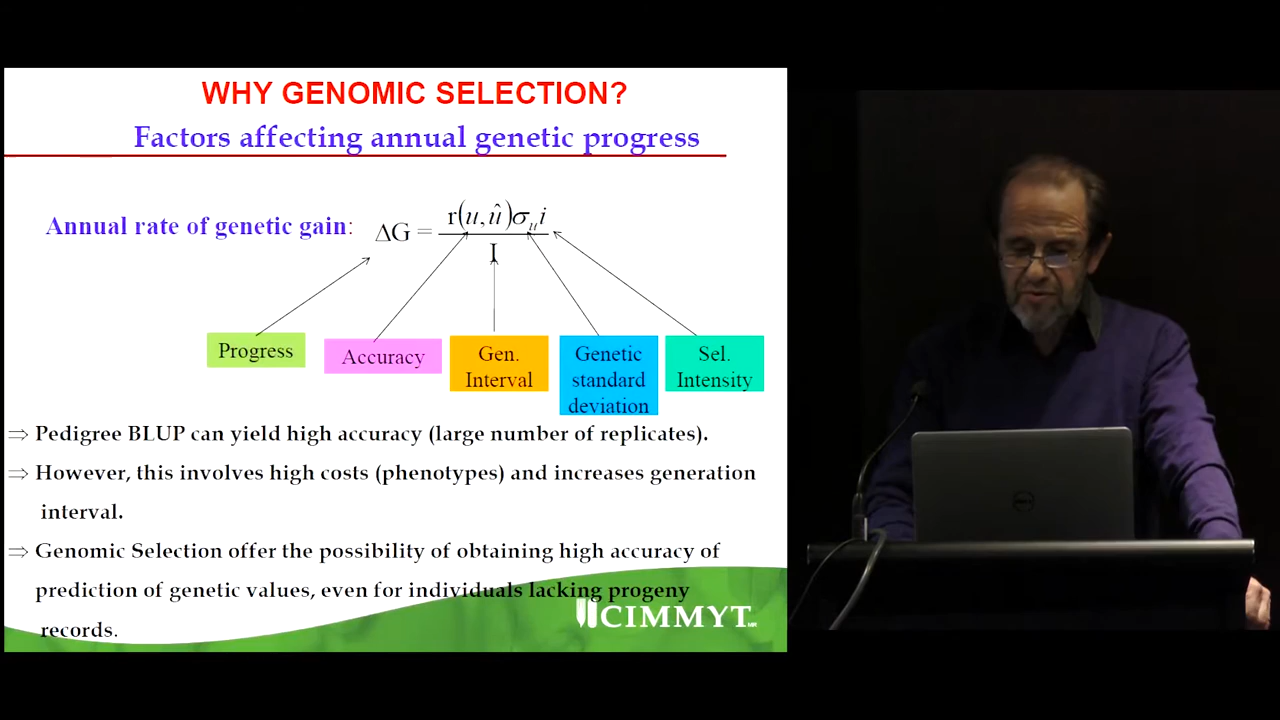 WHY GENOMIC SELECTION?
Factors affecting annual genetic progress
Annual rate of genetic gain: ΔG = r(u, û)σᵤ i / I
Progress
Accuracy
Gen.
Interval
Genetic
standard
deviation
Sel.
Intensity
⇒ Pedigree BLUP can yield high accuracy (large number of replicates).
⇒ However, this involves high costs (phenotypes) and increases generation
interval.
⇒ Genomic Selection offer the possibility of obtaining high accuracy of
prediction of genetic values, even for individuals lacking progeny
records.
CIMMYT